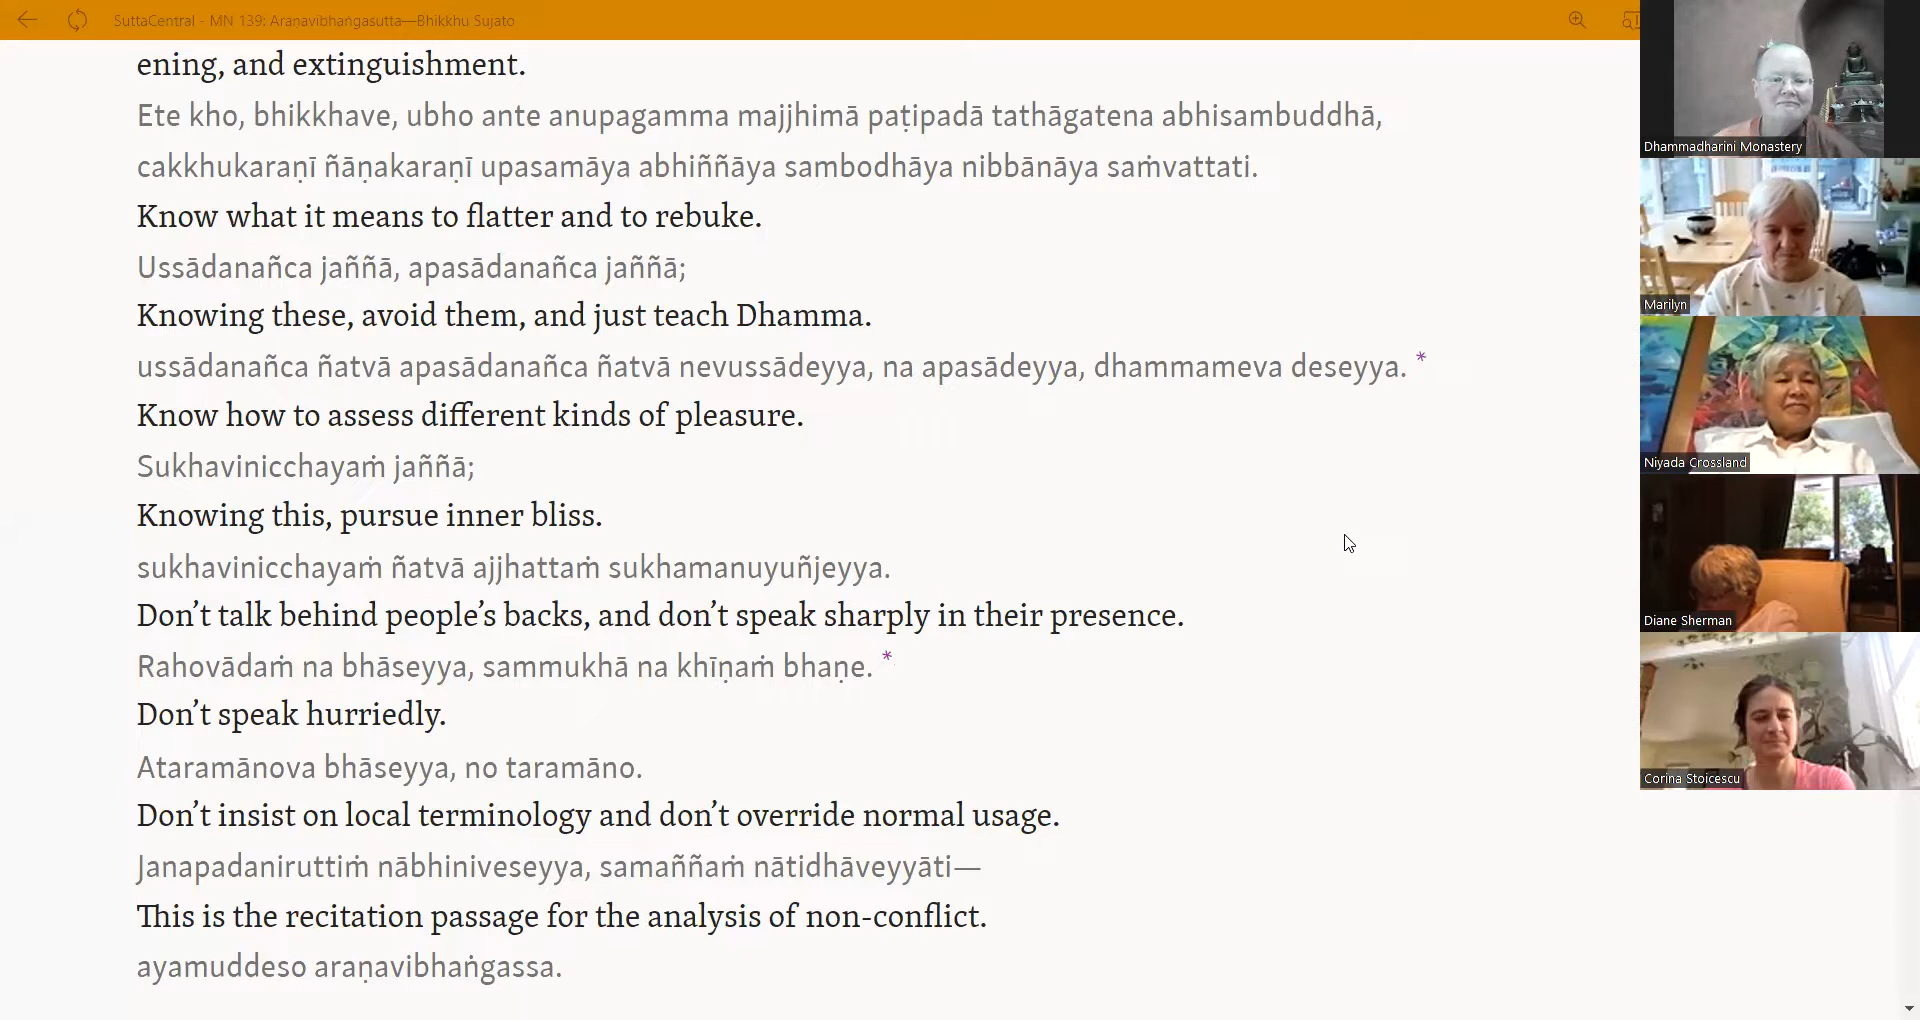 SuttaCentral - MN 139: Araṇavibhaṅgasutta—Bhikkhu Sujato
ening, and extinguishment.
Ete kho, bhikkhave, ubho ante anupagamma majjhimā paṭipadā tathāgatena abhisambuddhā,
cakkhukaraṇī ñāṇakaraṇī upasamāya abhiññāya sambodhāya nibbānāya saṁvattati.
Know what it means to flatter and to rebuke.
Ussādanañca jaññā, apasādanañca jaññā;
Knowing these, avoid them, and just teach Dhamma.
ussādanañca ñatvā apasādanañca ñatvā nevussādeyya, na apasādeyya, dhammameva deseyya. *
Know how to assess different kinds of pleasure.
Sukhavinicchayaṁ jaññā;
Knowing this, pursue inner bliss.
sukhavinicchayaṁ ñatvā ajjhattaṁ sukhamanuyuñjeyya.
Don’t talk behind people’s backs, and don’t speak sharply in their presence.
Rahovādaṁ na bhāseyya, sammukhā na khīṇaṁ bhaṇe. *
Don’t speak hurriedly.
Ataramānova bhāseyya, no taramāno.
Don’t insist on local terminology and don’t override normal usage.
Janapadaniruttiṁ nābhiniveseyya, samaññaṁ nātidhāveyyāti—
This is the recitation passage for the analysis of non-conflict.
ayamuddeso araṇavibhaṅgassa.
Dhammadharini Monastery
Marilyn
Niyada Crossland
Diane Sherman
Corina Stoicescu